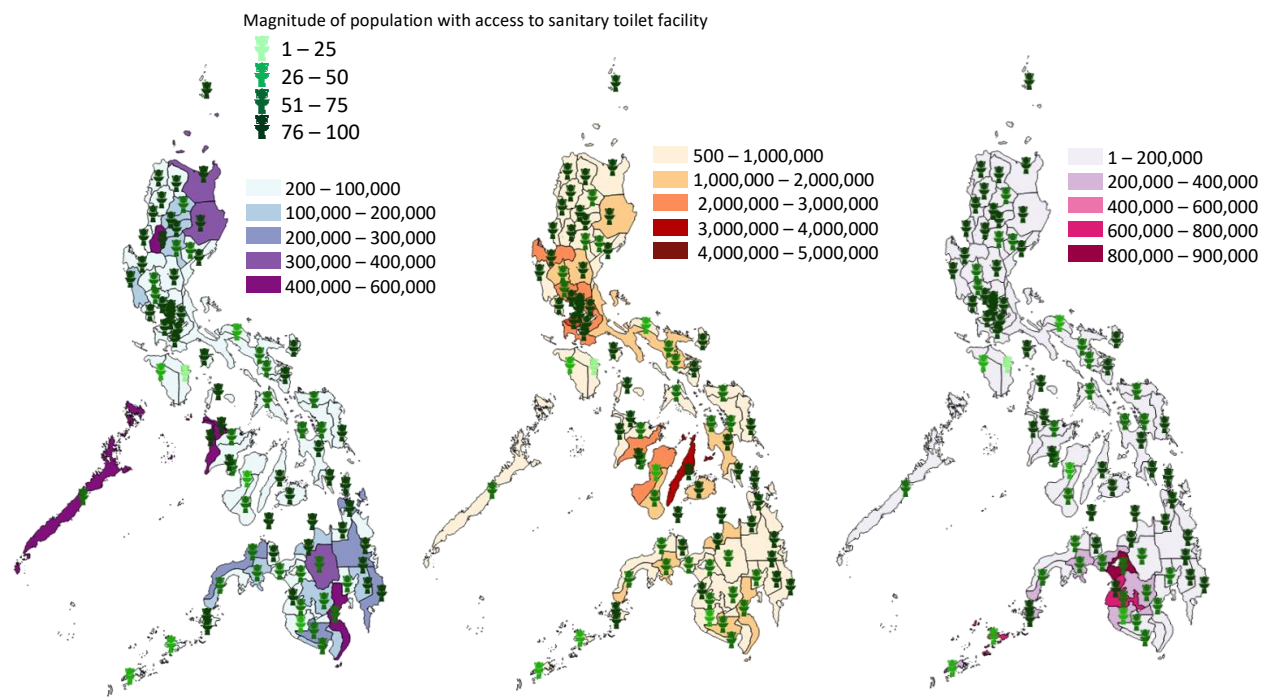 Magnitude of population with access to sanitary toilet facility
1 – 25
26 – 50
51 – 75
76 – 100
200 – 100,000
100,000 – 200,000
200,000 – 300,000
300,000 – 400,000
400,000 – 600,000
500 – 1,000,000
1,000,000 – 2,000,000
2,000,000 – 3,000,000
3,000,000 – 4,000,000
4,000,000 – 5,000,000
1 – 200,000
200,000 – 400,000
400,000 – 600,000
600,000 – 800,000
800,000 – 900,000